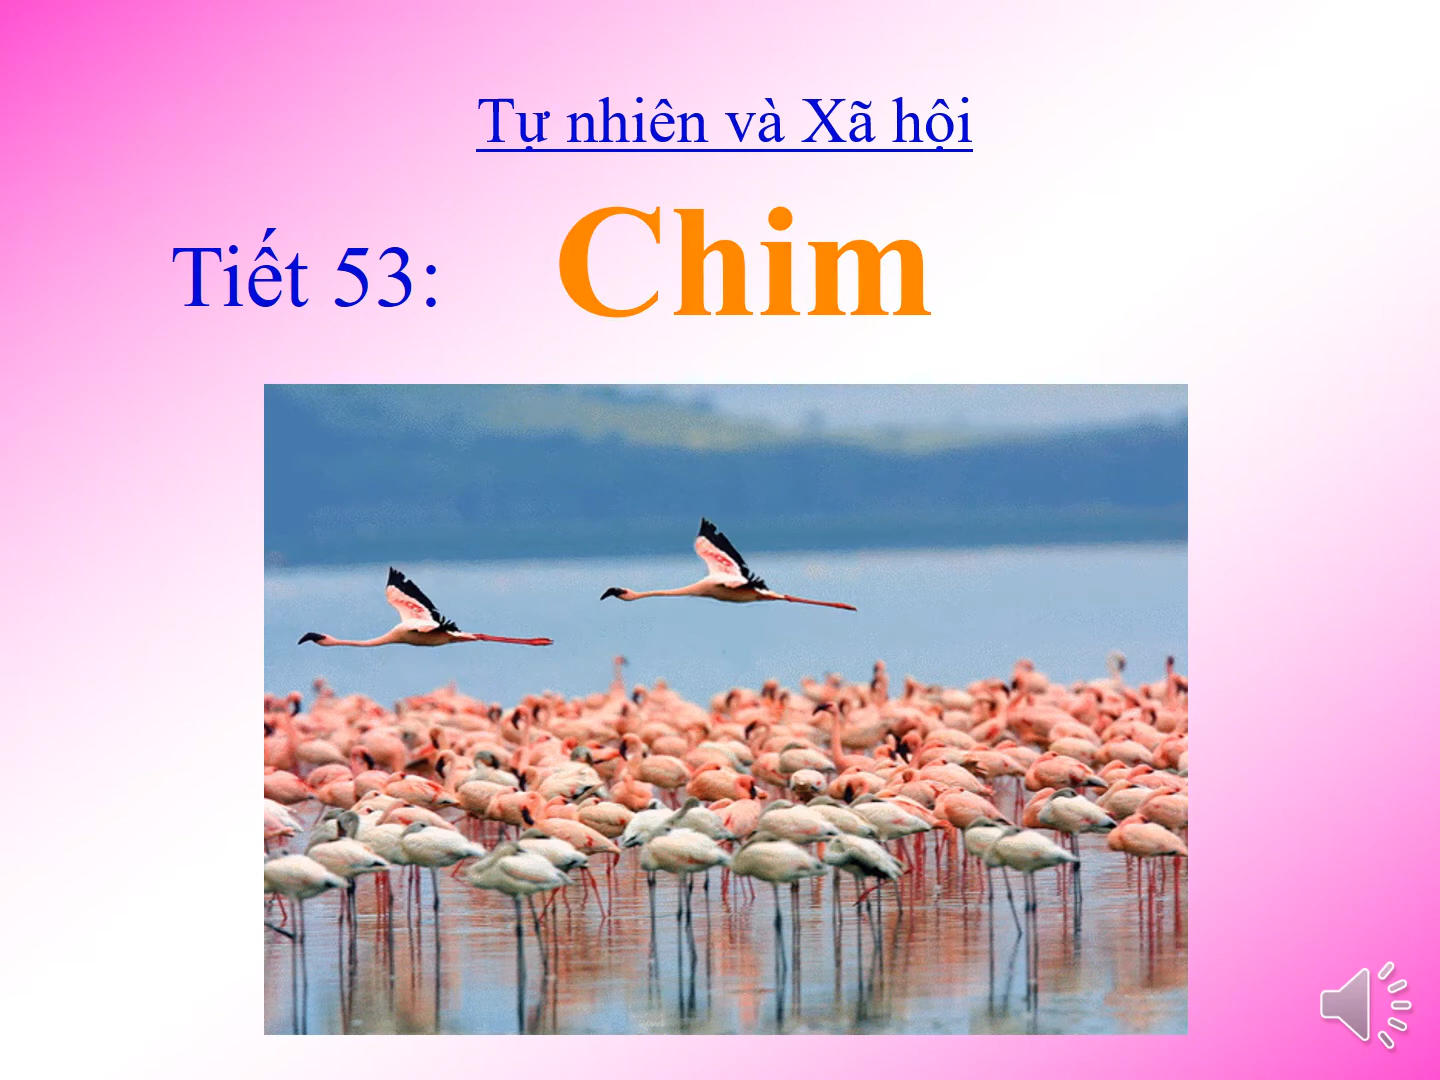 Tự nhiên và Xã hội
Tiết 53: Chim